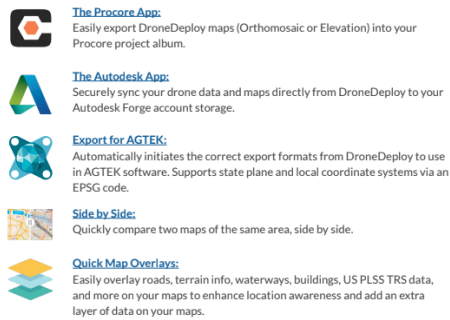 The Procore App:
Easily export DroneDeploy maps (Orthomosaic or Elevation) into your
Procore project album.
The Autodesk App:
Securely sync your drone data and maps directly from DroneDeploy to your
Autodesk Forge account storage.
Export for AGTEK:
Automatically initiates the correct export formats from DroneDeploy to use
in AGTEK software. Supports state plane and local coordinate systems via an
EPSG code.
Side by Side:
Quickly compare two maps of the same area, side by side.
Quick Map Overlays:
Easily overlay roads, terrain info, waterways, buildings, US PLSS TRS data,
and more on your maps to enhance location awareness and add an extra
layer of data on your maps.